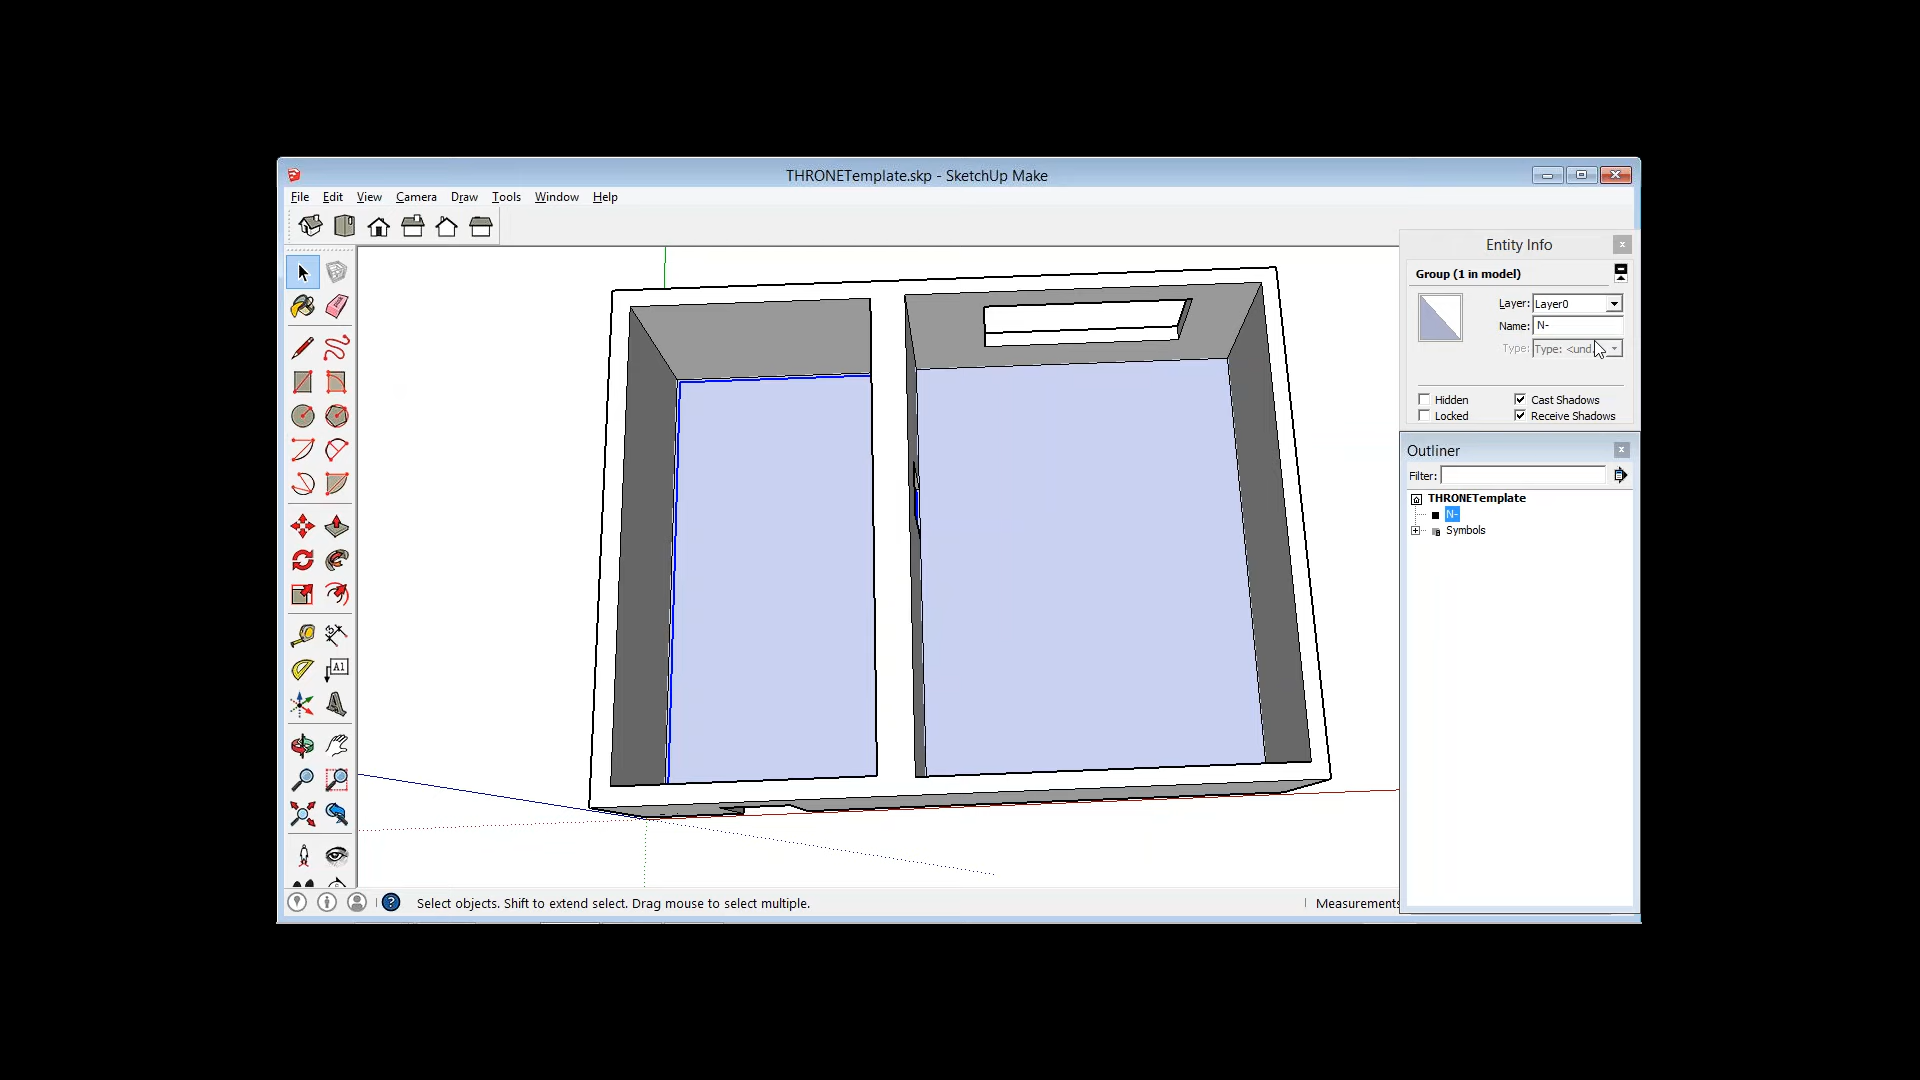 THRONETemplate.skp - SketchUp Make
File Edit View Camera Draw Tools Window Help
Entity Info
Group (1 in model)
Layer: Layer0
Name: N-
Type: Type: <und
Hidden Cast Shadows
Locked Receive Shadows
Outliner
Filter:
THRONETemplate
N-
Symbols
A1
Select objects. Shift to extend select. Drag mouse to select multiple.
Measurements